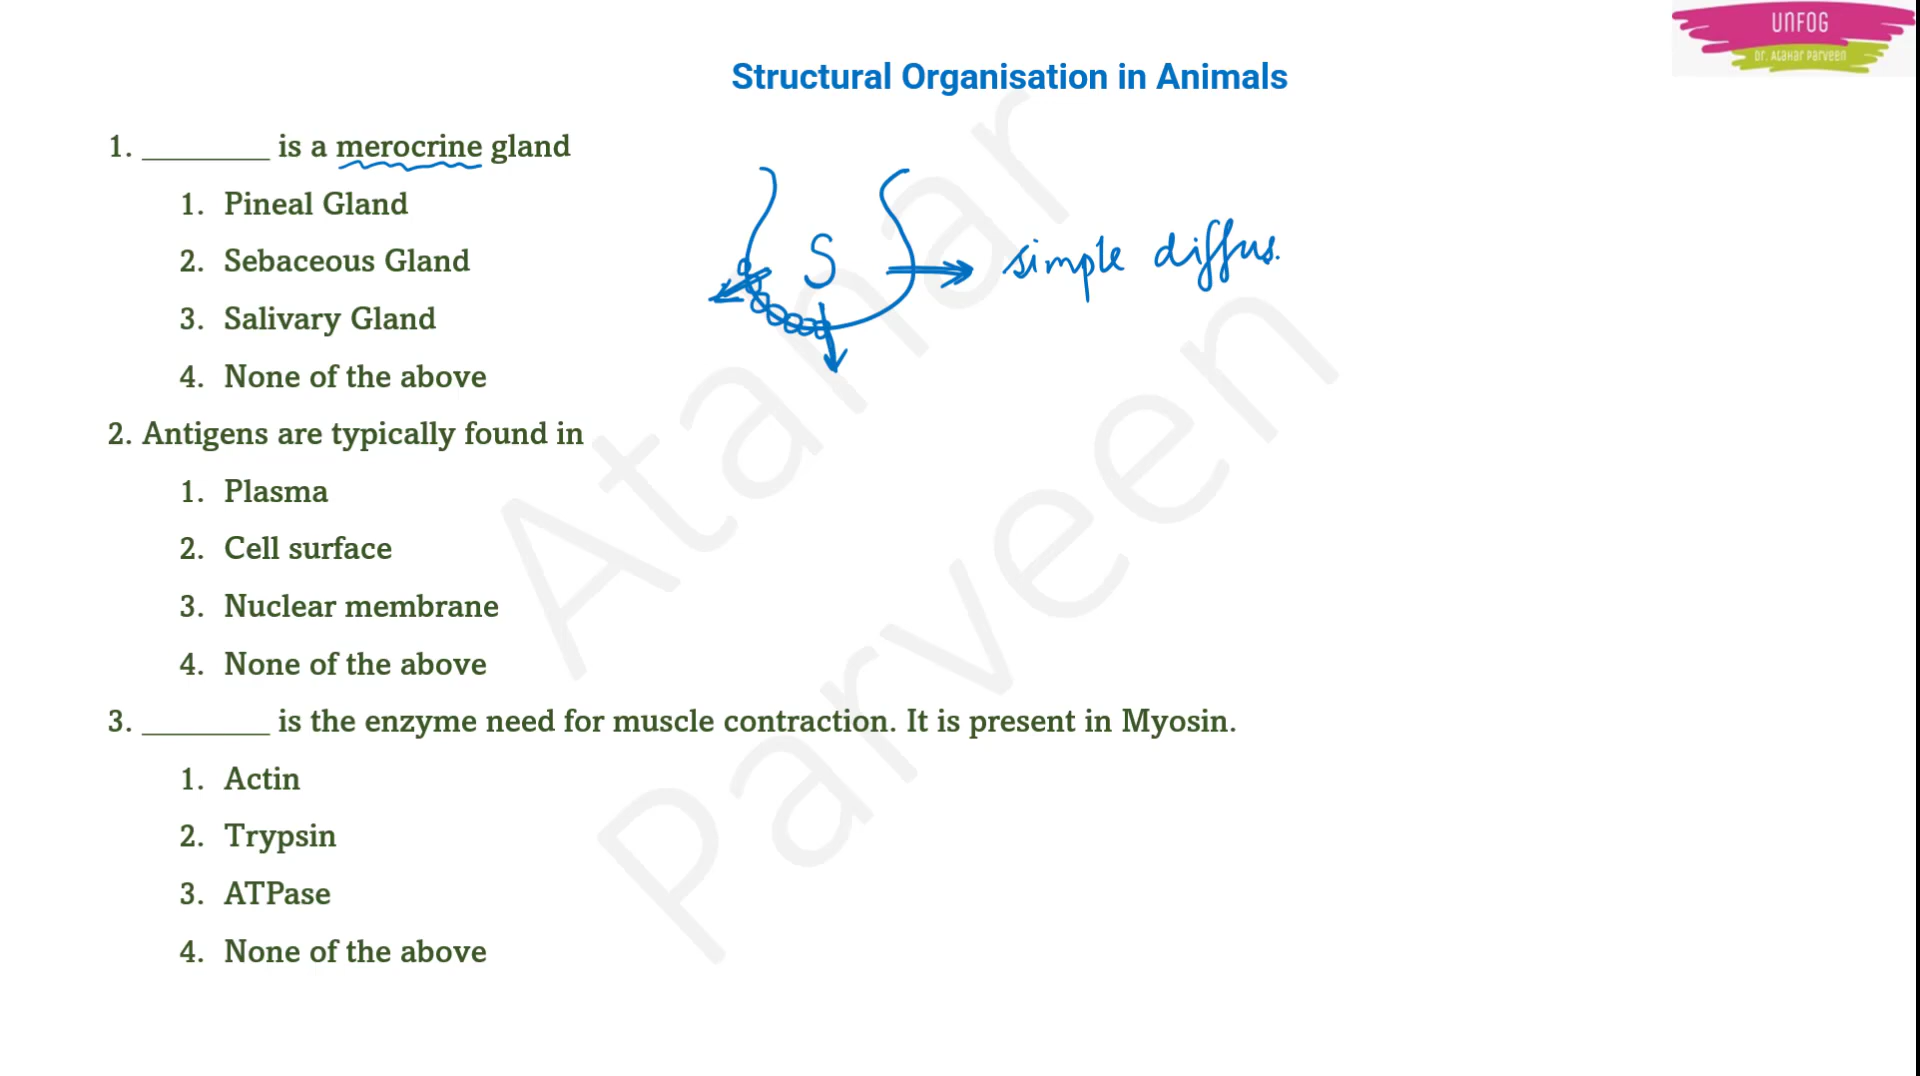 UNFOG
Dr. Atahar Parveen
Structural Organisation in Animals
1. ________ is a merocrine gland
1. Pineal Gland
2. Sebaceous Gland
3. Salivary Gland
4. None of the above
S
simple diffus.
2. Antigens are typically found in
1. Plasma
2. Cell surface
3. Nuclear membrane
4. None of the above
3. ________ is the enzyme need for muscle contraction. It is present in Myosin.
1. Actin
2. Trypsin
3. ATPase
4. None of the above
Atahar
Parveen